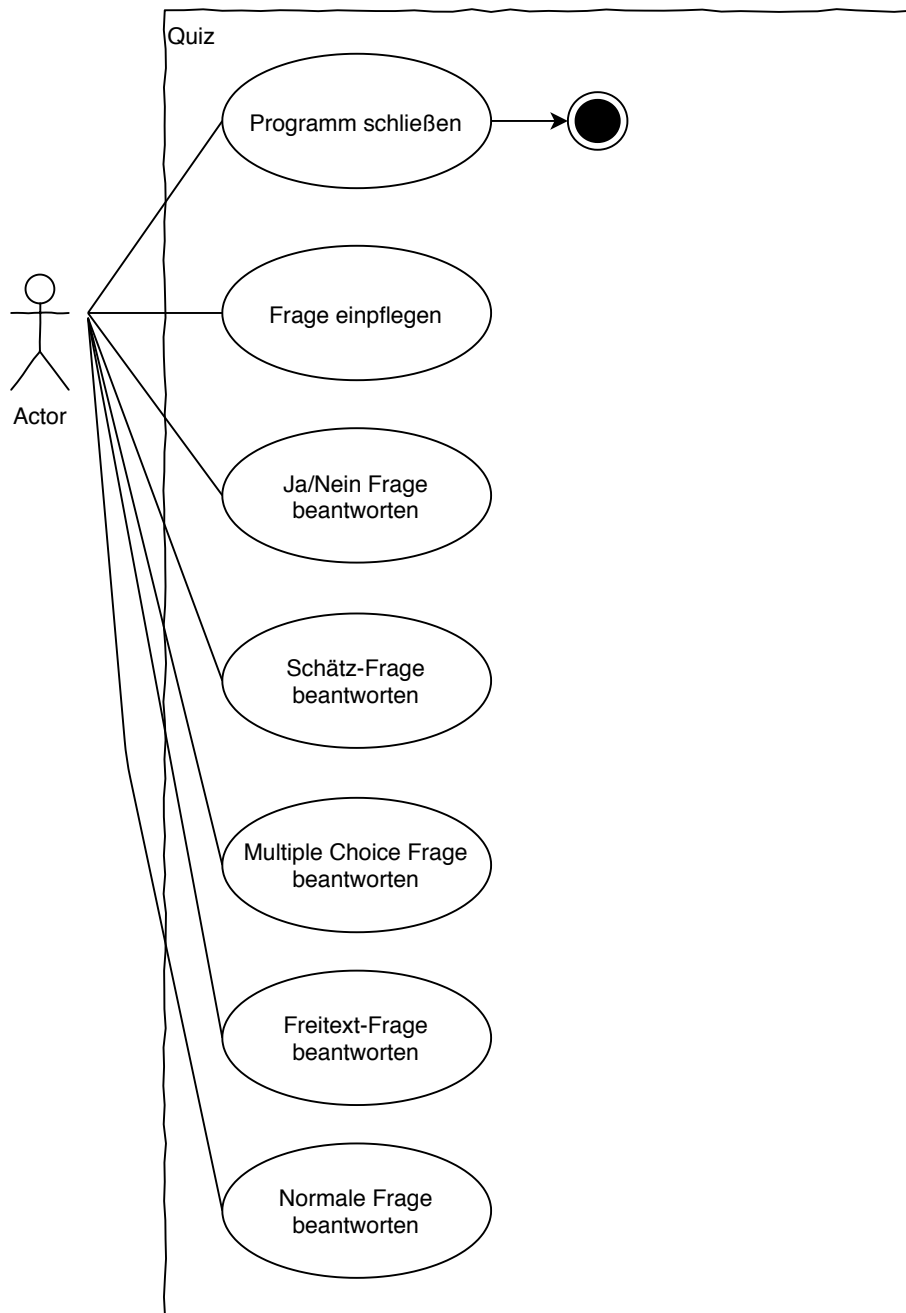 Quiz
Programm schließen
Frage einpflegen
Actor
Ja/Nein Frage
beantworten
Schätz-Frage
beantworten
Multiple Choice Frage
beantworten
Freitext-Frage
beantworten
Normale Frage
beantworten